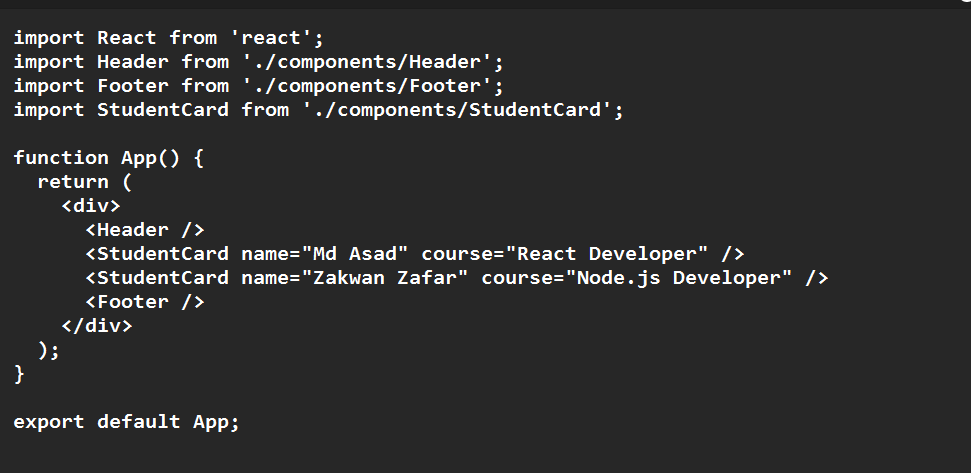 import React from 'react';
import Header from './components/Header';
import Footer from './components/Footer';
import StudentCard from './components/StudentCard';

function App() {
  return (
    <div>
      <Header />
      <StudentCard name="Md Asad" course="React Developer" />
      <StudentCard name="Zakwan Zafar" course="Node.js Developer" />
      <Footer />
    </div>
  );
}

export default App;